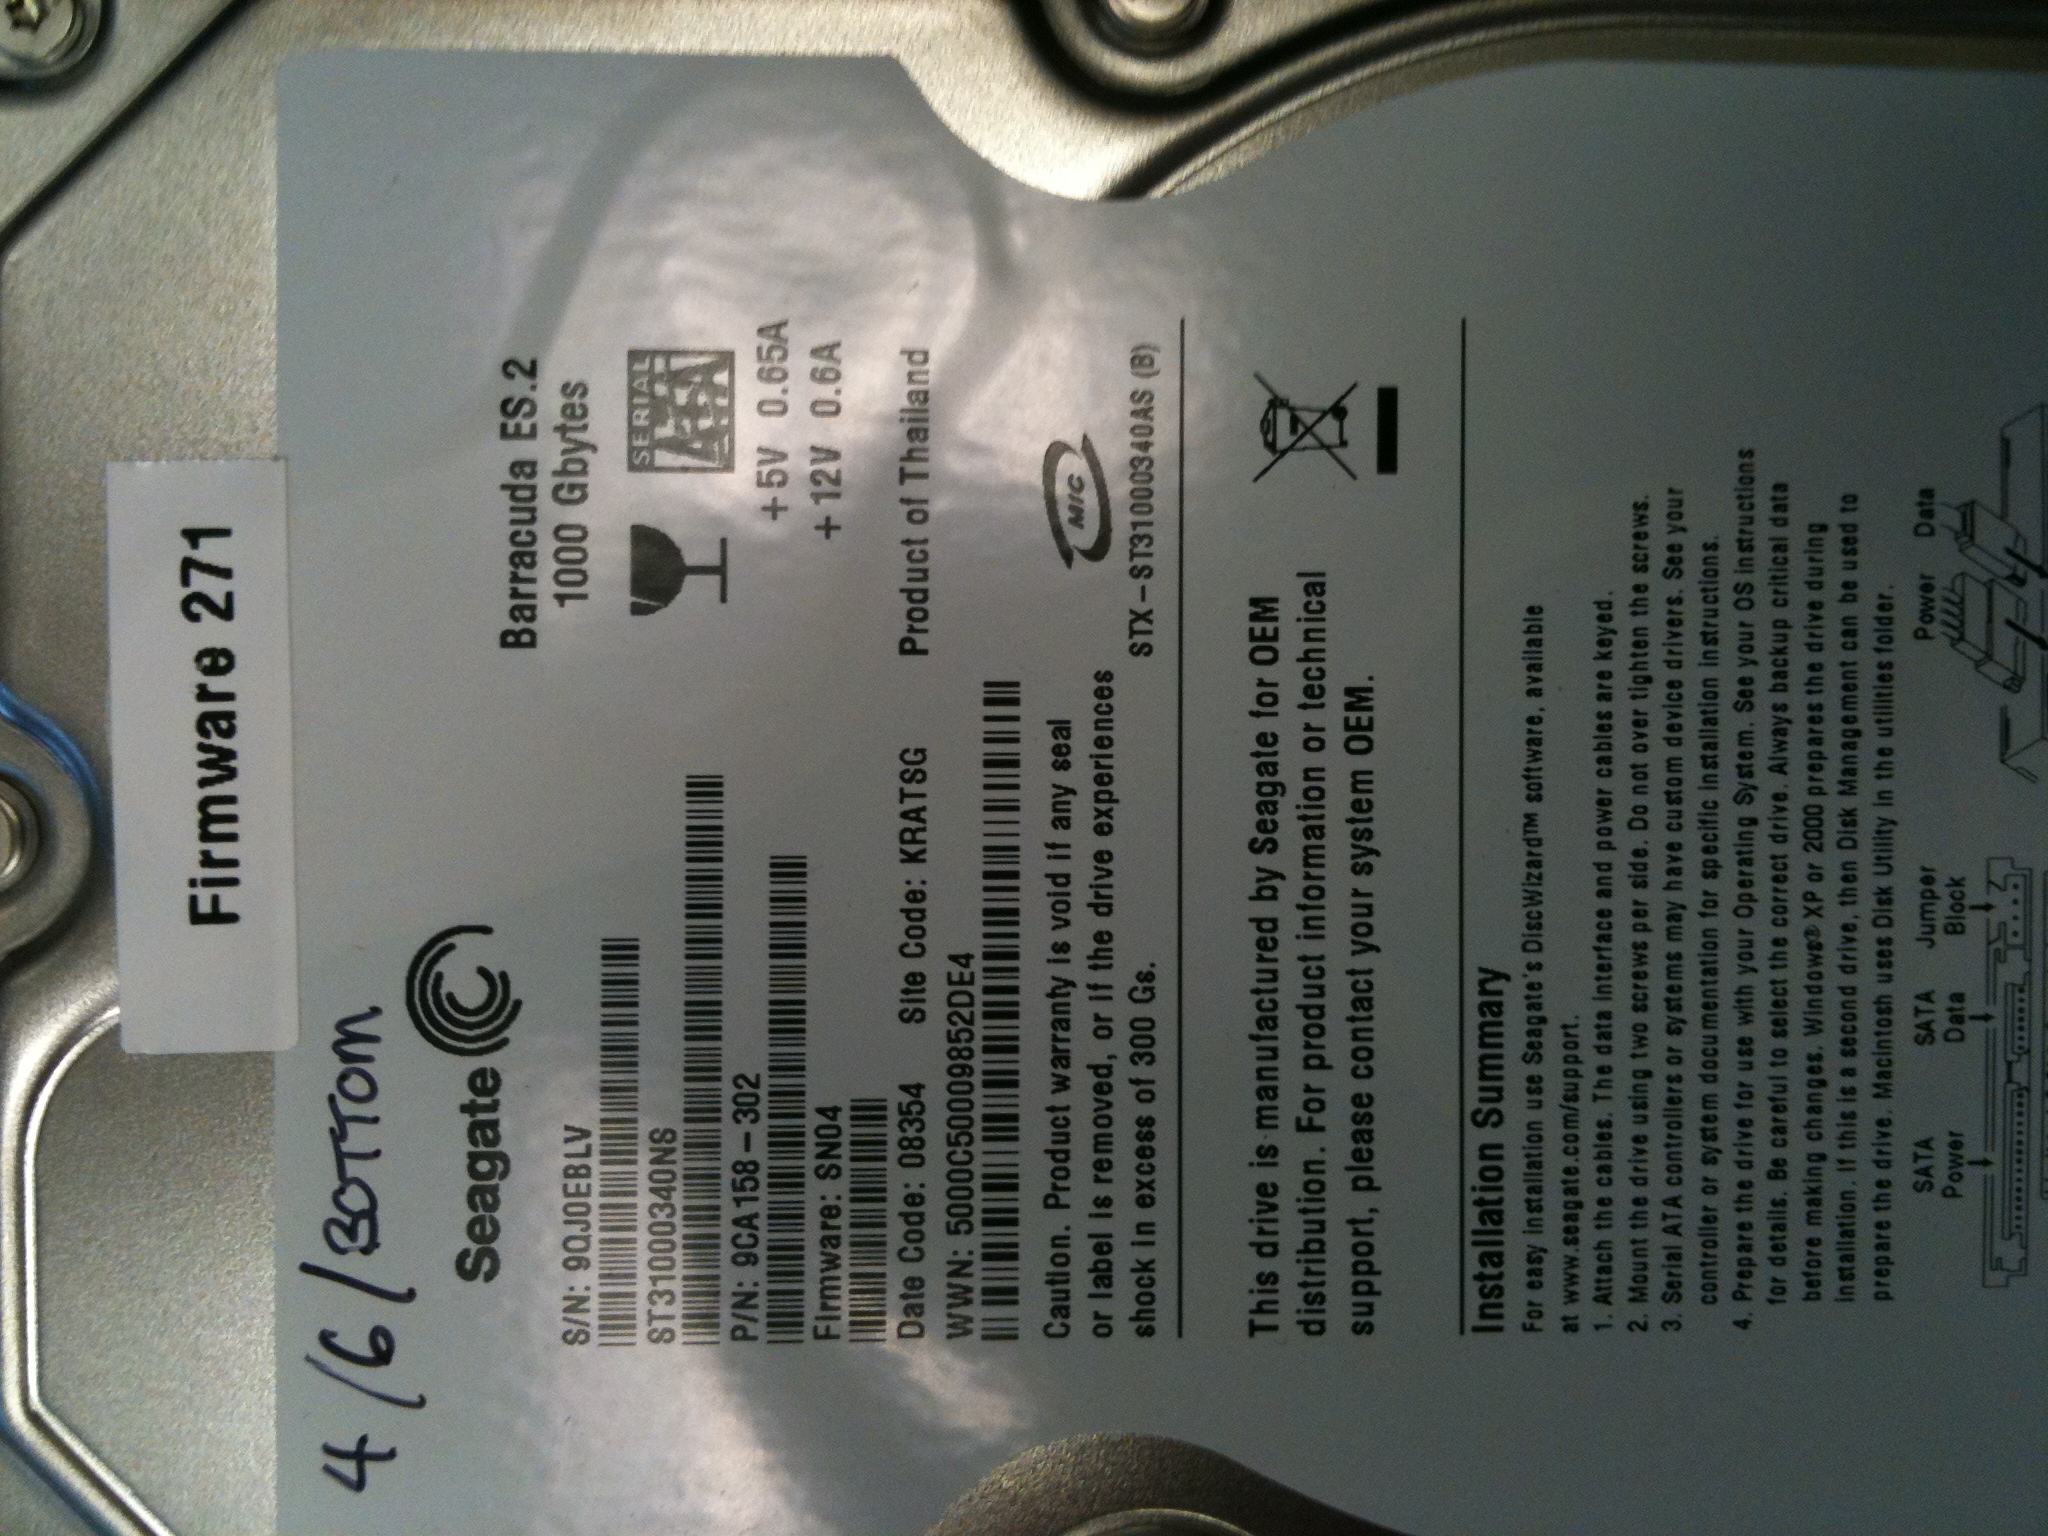 Firmware 271
4/6/BOTTOM
Seagate
Barracuda ES.2
1000 Gbytes
S/N: 9QJ0EBLV
ST31000340NS
P/N: 9CA158-302
Firmware: SN04
SERIAL
ATA
+5V 0.65A
+12V 0.6A
Date Code: 08354 Site Code: KRATSG Product of Thailand
WWN: 5000C50009852DE4
Caution. Product warranty is void if any seal
or label is removed, or if the drive experiences
shock in excess of 300 Gs.
MIC
STX-ST31000340AS (B)
This drive is manufactured by Seagate for OEM
distribution. For product information or technical
support, please contact your system OEM.
Installation Summary
For easy installation use Seagate's DiscWizard™ software, available
at www.seagate.com/support.
1. Attach the cables. The data interface and power cables are keyed.
2. Mount the drive using two screws per side. Do not over tighten the screws.
3. Serial ATA controllers or systems may have custom device drivers. See your
controller or system documentation for specific installation instructions.
4. Prepare the drive for use with your Operating System. See your OS instructions
for details. Be careful to select the correct drive. Always backup critical data
before making changes. Windows® XP or 2000 prepares the drive during
installation. If this is a second drive, then Disk Management can be used to
prepare the drive. Macintosh uses Disk Utility in the utilities folder.
SATA Power
SATA Data
Jumper Block
Power Data